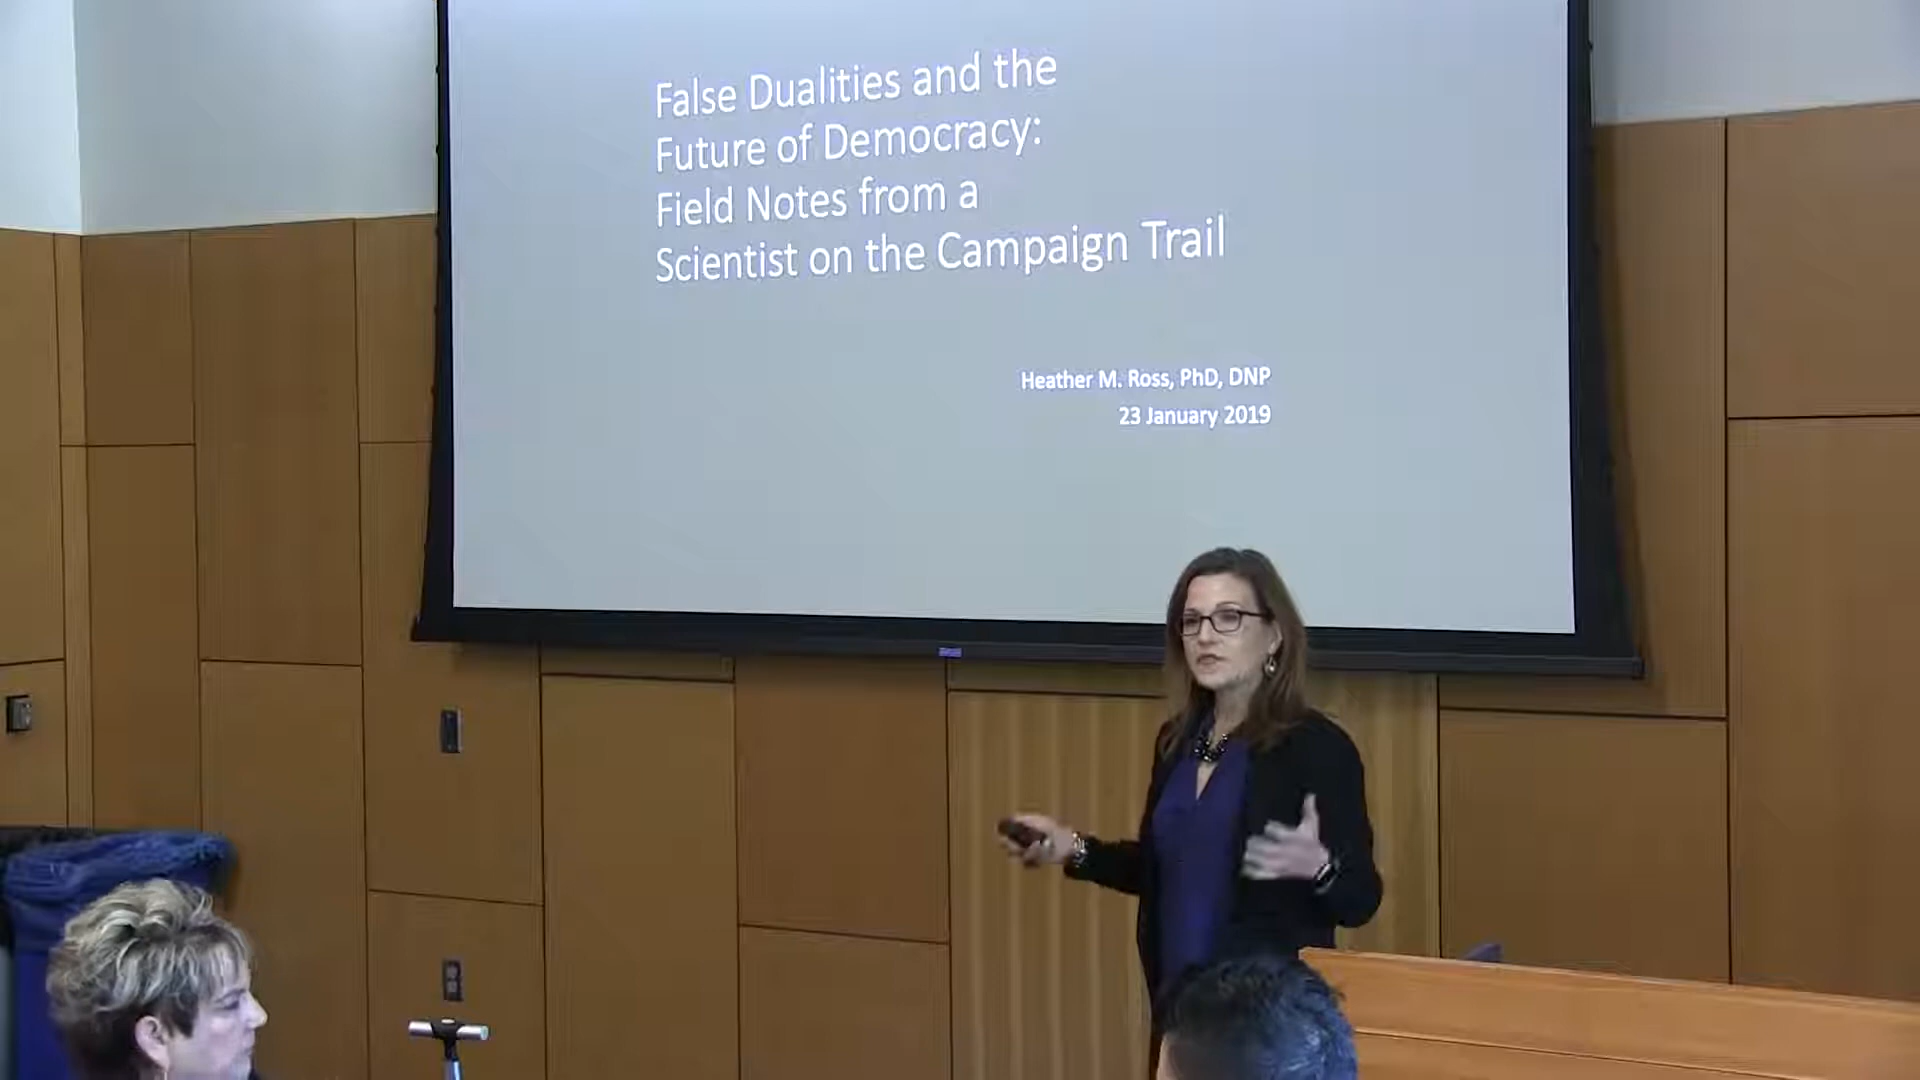 False Dualities and the
Future of Democracy:
Field Notes from a
Scientist on the Campaign Trail
Heather M. Ross, PhD, DNP
23 January 2019